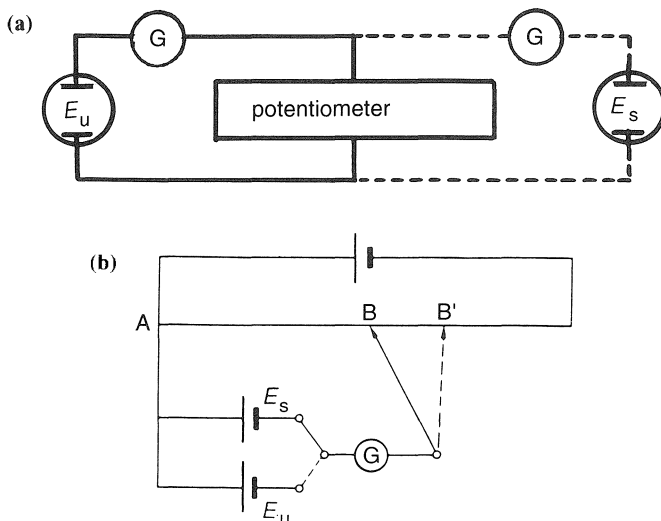 (a)
G
G
E_u
potentiometer
E_s
(b)
A
B
B'
E_s
G
E_u